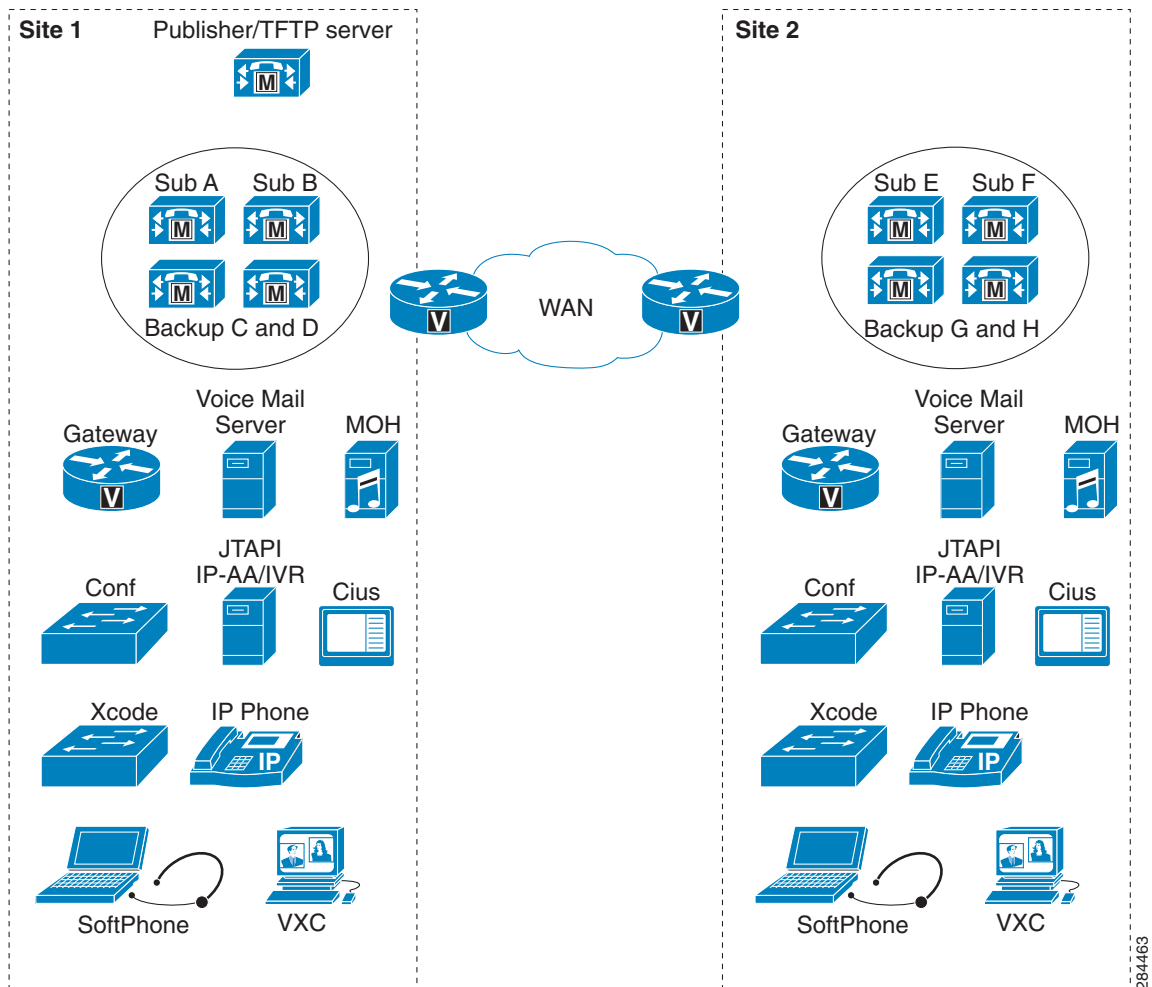 Site 1
Publisher/TFTP server
M
Sub A
Sub B
M
M
M
M
Backup C and D
V
WAN
V
Voice Mail
Server
Gateway
MOH
V
JTAPI
IP-AA/IVR
Conf
Cius
Xcode
IP Phone
IP
SoftPhone
VXC
Site 2
Sub E
Sub F
M
M
M
M
Backup G and H
Voice Mail
Server
Gateway
MOH
V
JTAPI
IP-AA/IVR
Conf
Cius
Xcode
IP Phone
IP
SoftPhone
VXC
284463